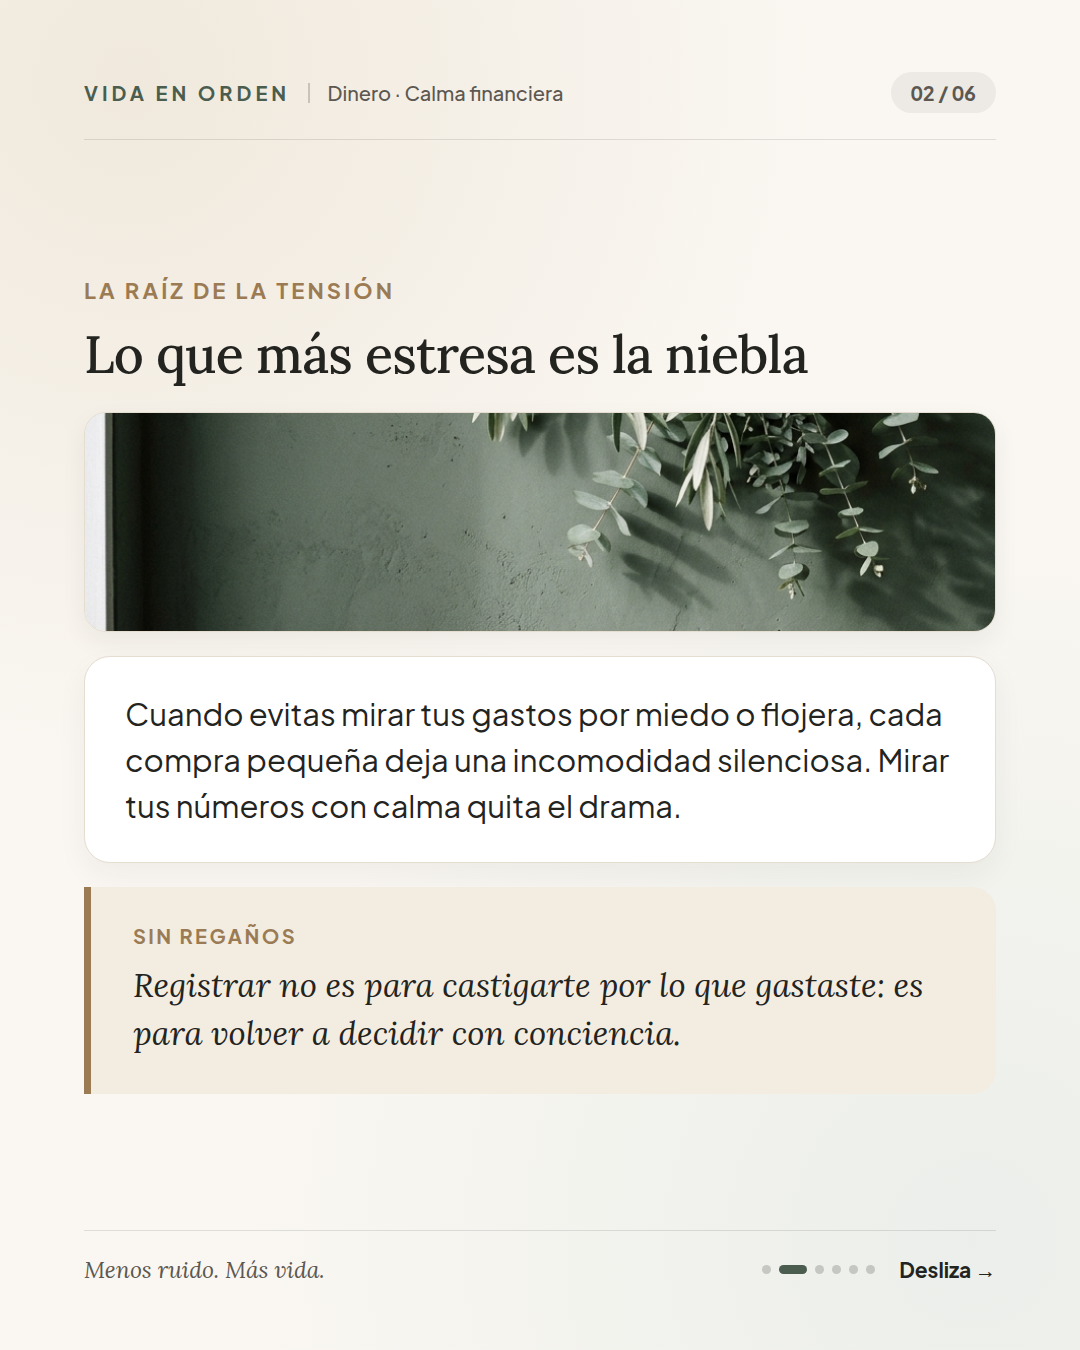 VIDA EN ORDEN | Dinero · Calma financiera
02 / 06
LA RAÍZ DE LA TENSIÓN
Lo que más estresa es la niebla
Cuando evitas mirar tus gastos por miedo o flojera, cada
compra pequeña deja una incomodidad silenciosa. Mirar
tus números con calma quita el drama.
SIN REGAÑOS
Registrar no es para castigarte por lo que gastaste: es
para volver a decidir con conciencia.
Menos ruido. Más vida.
Desliza →